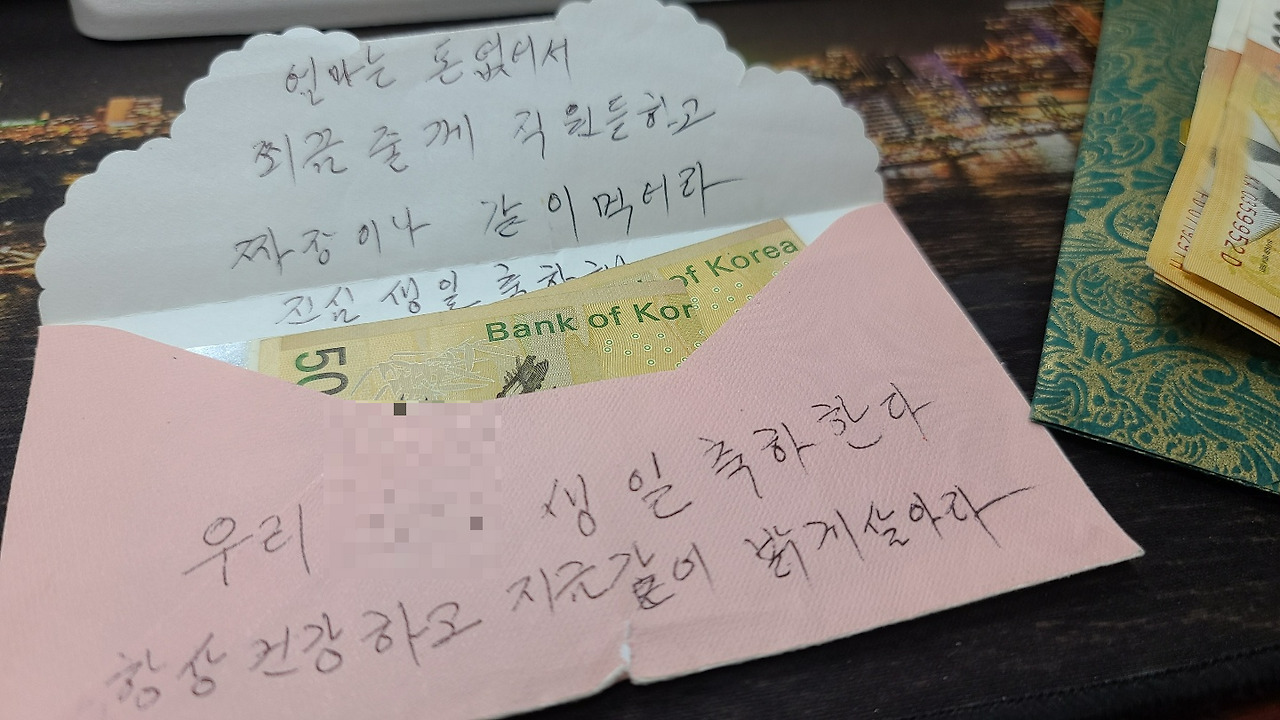 엄마는 돈 없어서
쬐끔 줄께 직원들하고
짜장이나 같이먹어라
진심 생일 축하해
of Korea
Bank of Kor
50
우리 생일 축하한다
항상 건강하고 지금같이 밝게살아라